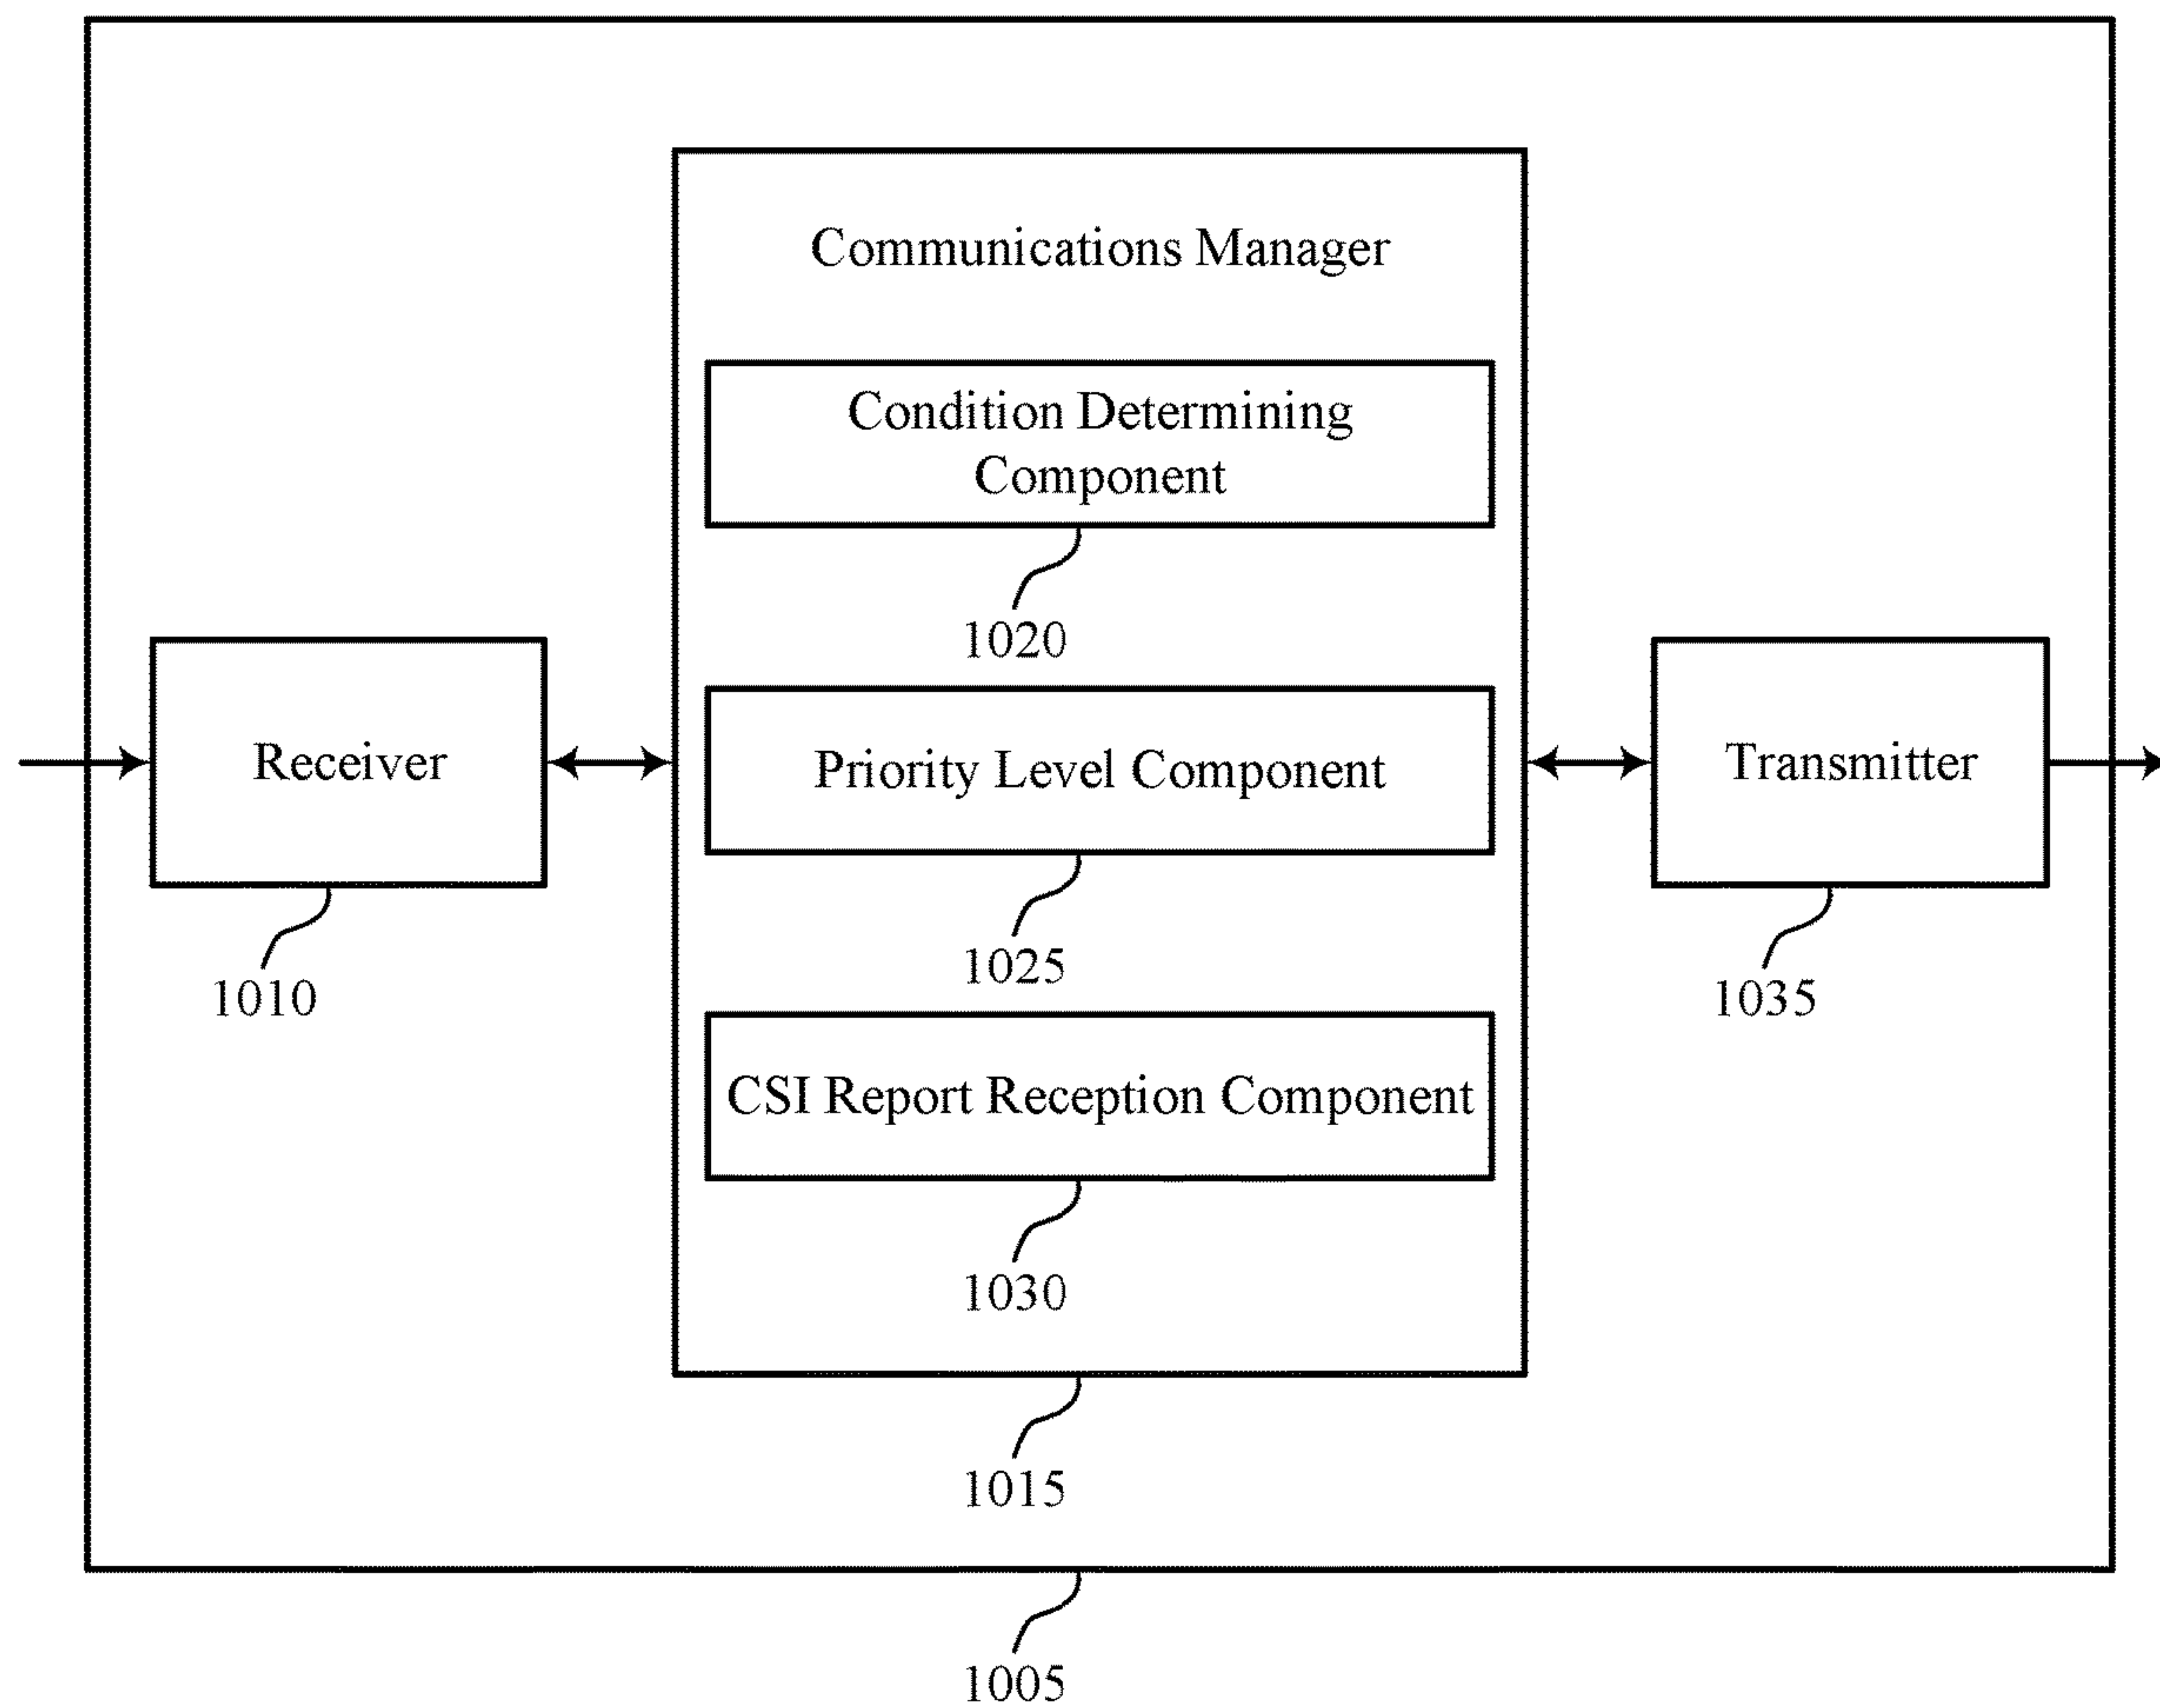 Communications Manager
Condition Determining
Component
1020
Receiver
1010
Priority Level Component
1025
Transmitter
1035
CSI Report Reception Component
1030
1015
1005